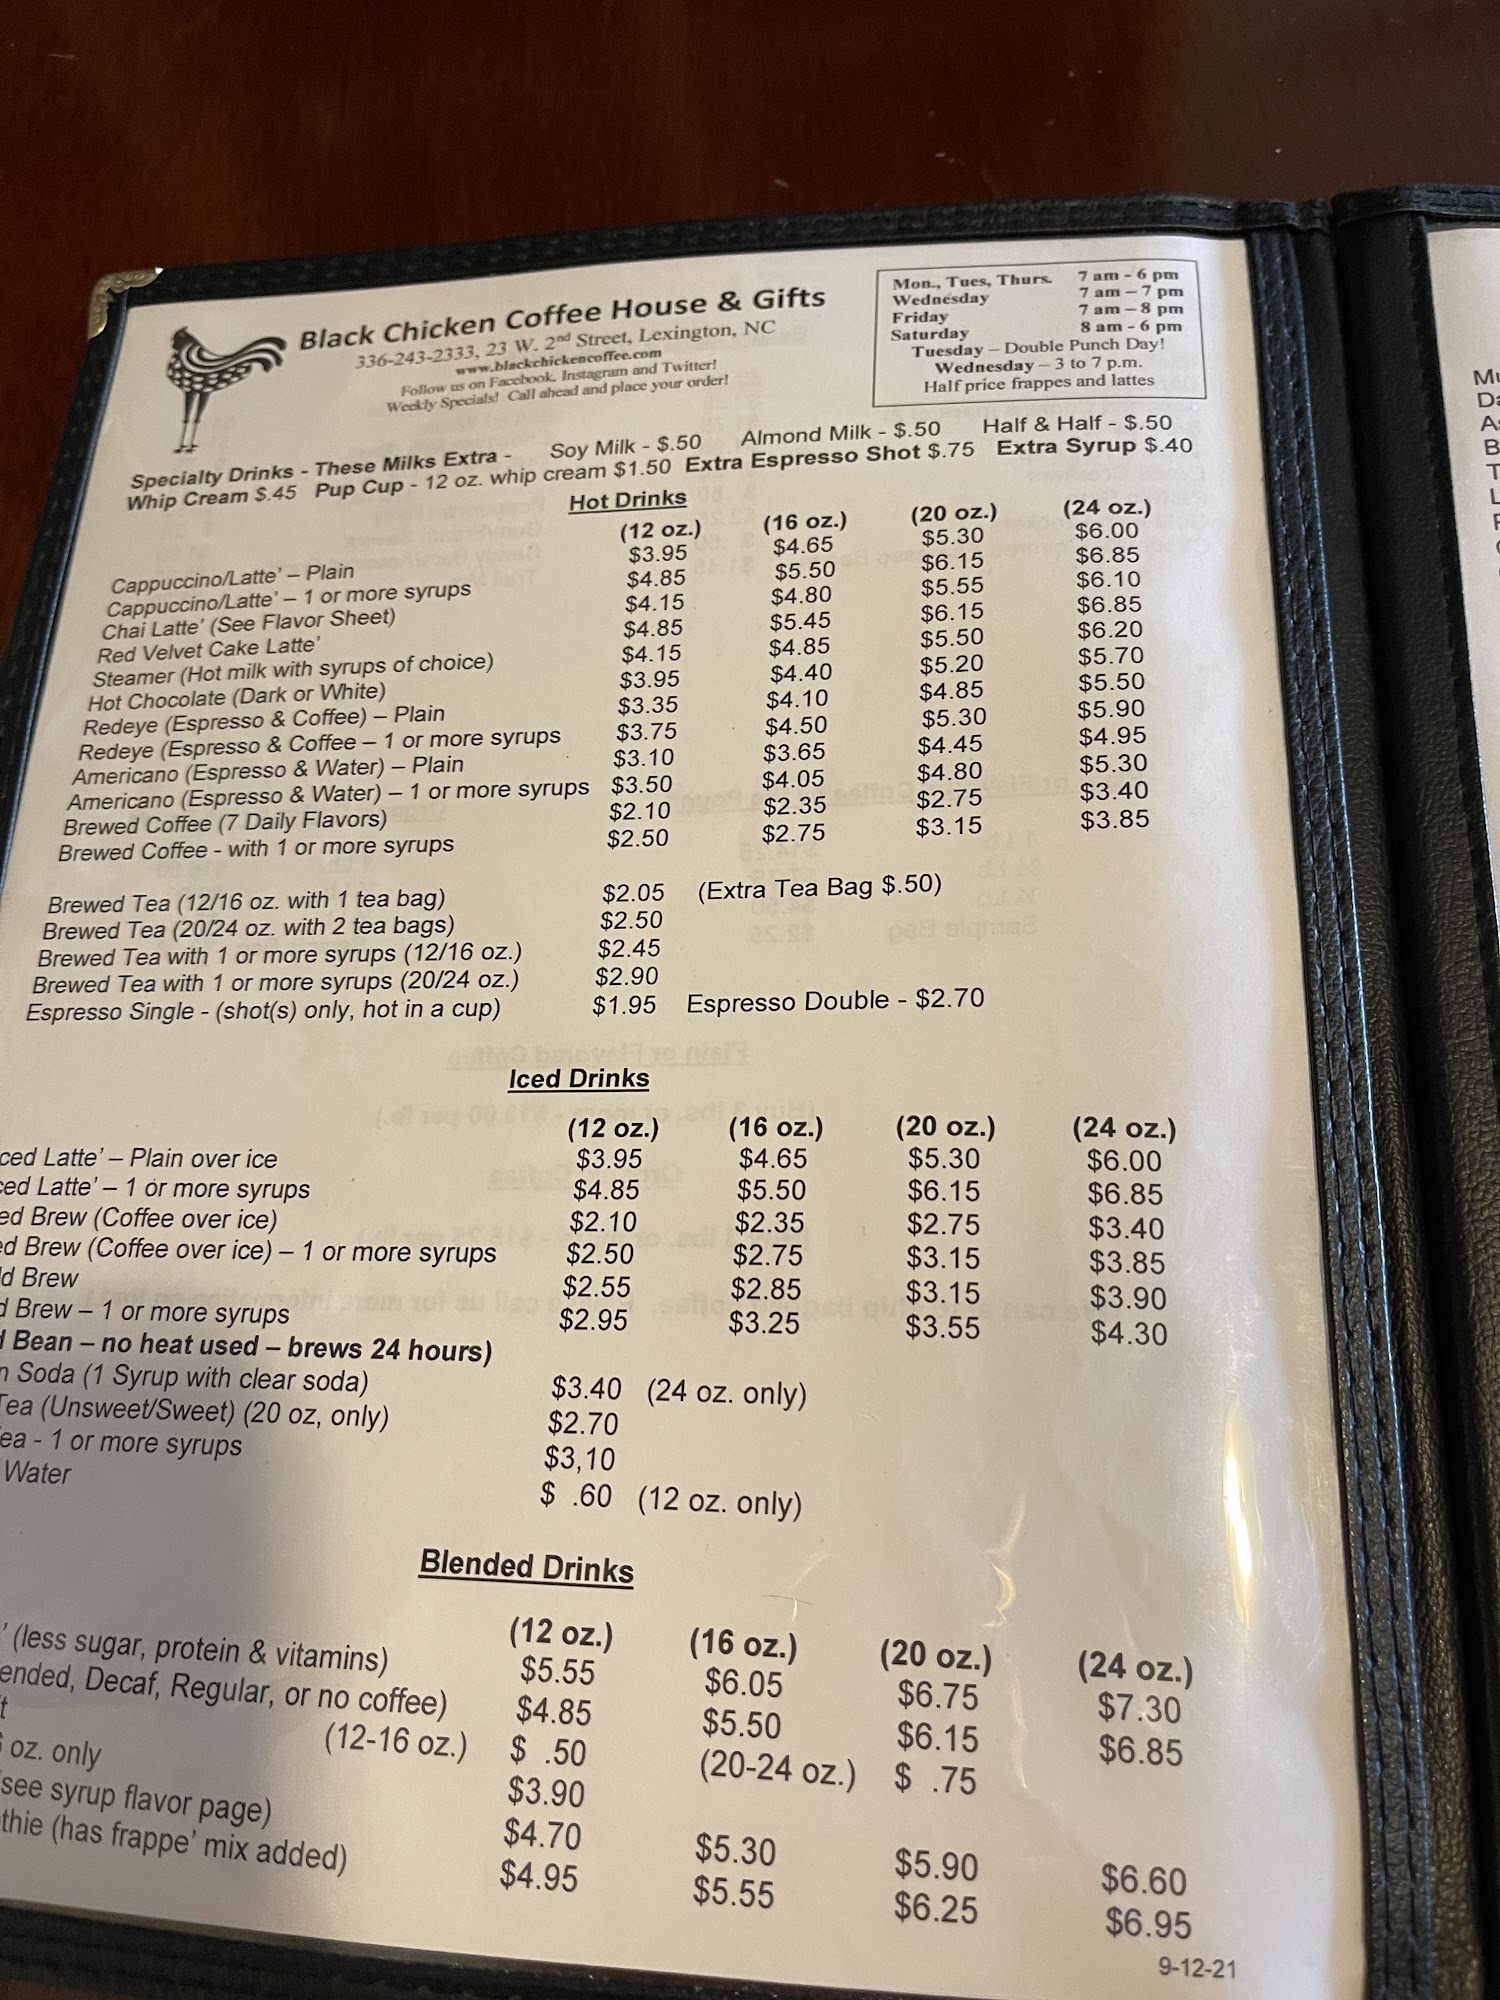 Black Chicken Coffee House & Gifts
336-243-2333, 23 W. 2nd Street, Lexington, NC
www.blackchickencoffee.com
Follow us on Facebook, Instagram and Twitter!
Weekly Specials! Call ahead and place your order!
Mon., Tues, Thurs. 7 am - 6 pm
Wednesday 7 am – 7 pm
Friday 7 am – 8 pm
Saturday 8 am - 6 pm
Tuesday – Double Punch Day!
Wednesday – 3 to 7 p.m.
Half price frappes and lattes
Specialty Drinks - These Milks Extra - Soy Milk - $.50 Almond Milk - $.50 Half & Half - $.50
Whip Cream $.45 Pup Cup - 12 oz. whip cream $1.50 Extra Espresso Shot $.75 Extra Syrup $.40
Hot Drinks
(12 oz.) (16 oz.) (20 oz.) (24 oz.)
Cappuccino/Latte' – Plain $3.95 $4.65 $5.30 $6.00
Cappuccino/Latte' – 1 or more syrups $4.85 $5.50 $6.15 $6.85
Chai Latte' (See Flavor Sheet) $4.15 $4.80 $5.55 $6.10
Red Velvet Cake Latte' $4.85 $5.45 $6.15 $6.85
Steamer (Hot milk with syrups of choice) $4.15 $4.85 $5.50 $6.20
Hot Chocolate (Dark or White) $3.95 $4.40 $5.20 $5.70
Redeye (Espresso & Coffee) – Plain $3.35 $4.10 $4.85 $5.50
Redeye (Espresso & Coffee – 1 or more syrups $3.75 $4.50 $5.30 $5.90
Americano (Espresso & Water) – Plain $3.10 $3.65 $4.45 $4.95
Americano (Espresso & Water) – 1 or more syrups $3.50 $4.05 $4.80 $5.30
Brewed Coffee (7 Daily Flavors) $2.10 $2.35 $2.75 $3.40
Brewed Coffee - with 1 or more syrups $2.50 $2.75 $3.15 $3.85
Brewed Tea (12/16 oz. with 1 tea bag) $2.05 (Extra Tea Bag $.50)
Brewed Tea (20/24 oz. with 2 tea bags) $2.50
Brewed Tea with 1 or more syrups (12/16 oz.) $2.45
Brewed Tea with 1 or more syrups (20/24 oz.) $2.90
Espresso Single - (shot(s) only, hot in a cup) $1.95 Espresso Double - $2.70
Iced Drinks
(12 oz.) (16 oz.) (20 oz.) (24 oz.)
ced Latte' – Plain over ice $3.95 $4.65 $5.30 $6.00
ced Latte' – 1 or more syrups $4.85 $5.50 $6.15 $6.85
ed Brew (Coffee over ice) $2.10 $2.35 $2.75 $3.40
ed Brew (Coffee over ice) – 1 or more syrups $2.50 $2.75 $3.15 $3.85
ld Brew $2.55 $2.85 $3.15 $3.90
d Brew – 1 or more syrups $2.95 $3.25 $3.55 $4.30
d Bean – no heat used – brews 24 hours)
n Soda (1 Syrup with clear soda) $3.40 (24 oz. only)
Tea (Unsweet/Sweet) (20 oz, only) $2.70
ea - 1 or more syrups $3,10
Water $ .60 (12 oz. only)
Blended Drinks
(12 oz.) (16 oz.) (20 oz.) (24 oz.)
' (less sugar, protein & vitamins) $5.55 $6.05 $6.75 $7.30
ended, Decaf, Regular, or no coffee) $4.85 $5.50 $6.15 $6.85
t (12-16 oz.) $ .50 (20-24 oz.) $ .75
oz. only $3.90
see syrup flavor page) $4.70 $5.30 $5.90 $6.60
thie (has frappe' mix added) $4.95 $5.55 $6.25 $6.95
9-12-21